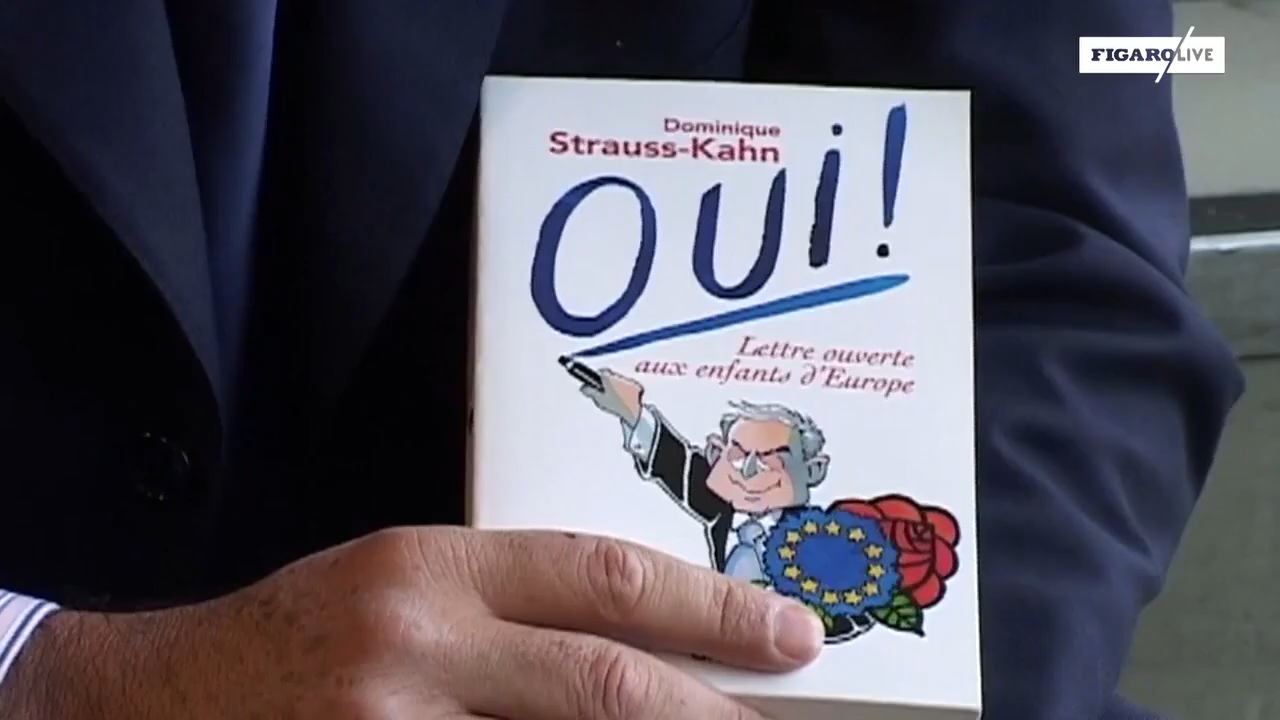 FIGARO LIVE
Dominique
Strauss-Kahn
Oui!
Lettre ouverte
aux enfants d'Europe